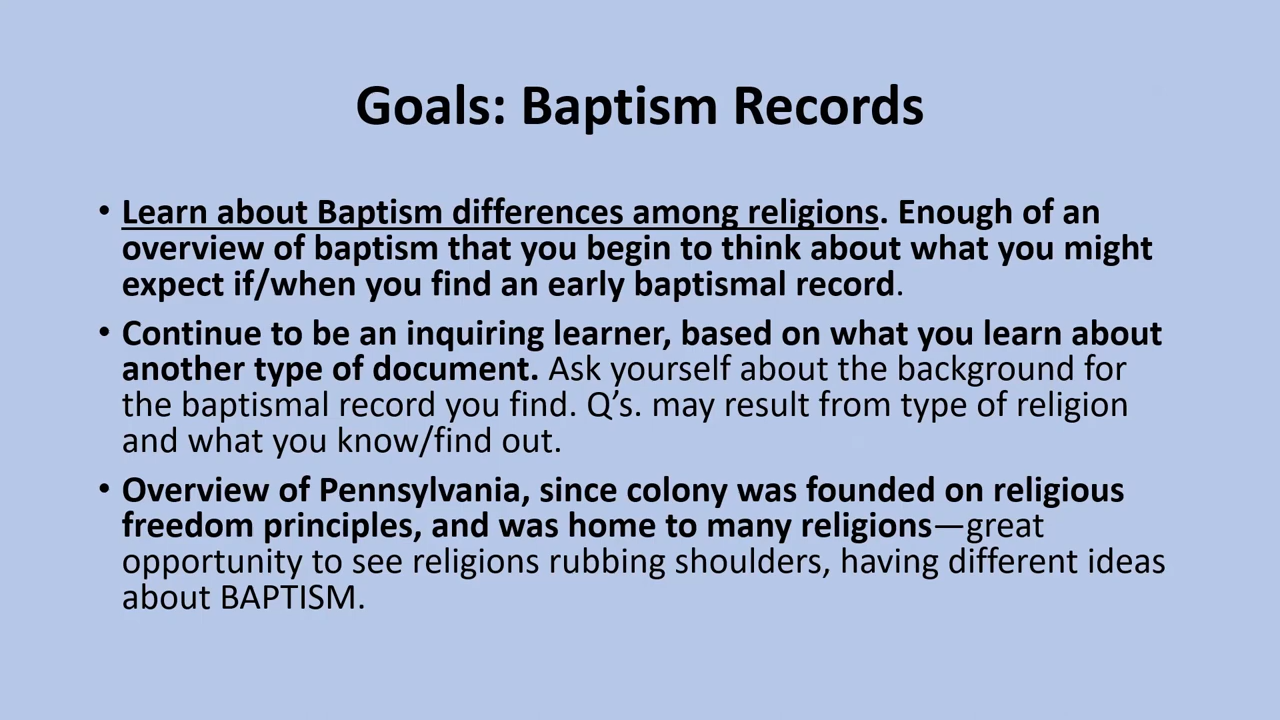 Goals: Baptism Records
• Learn about Baptism differences among religions. Enough of an
overview of baptism that you begin to think about what you might
expect if/when you find an early baptismal record.
• Continue to be an inquiring learner, based on what you learn about
another type of document. Ask yourself about the background for
the baptismal record you find. Q’s. may result from type of religion
and what you know/find out.
• Overview of Pennsylvania, since colony was founded on religious
freedom principles, and was home to many religions—great
opportunity to see religions rubbing shoulders, having different ideas
about BAPTISM.